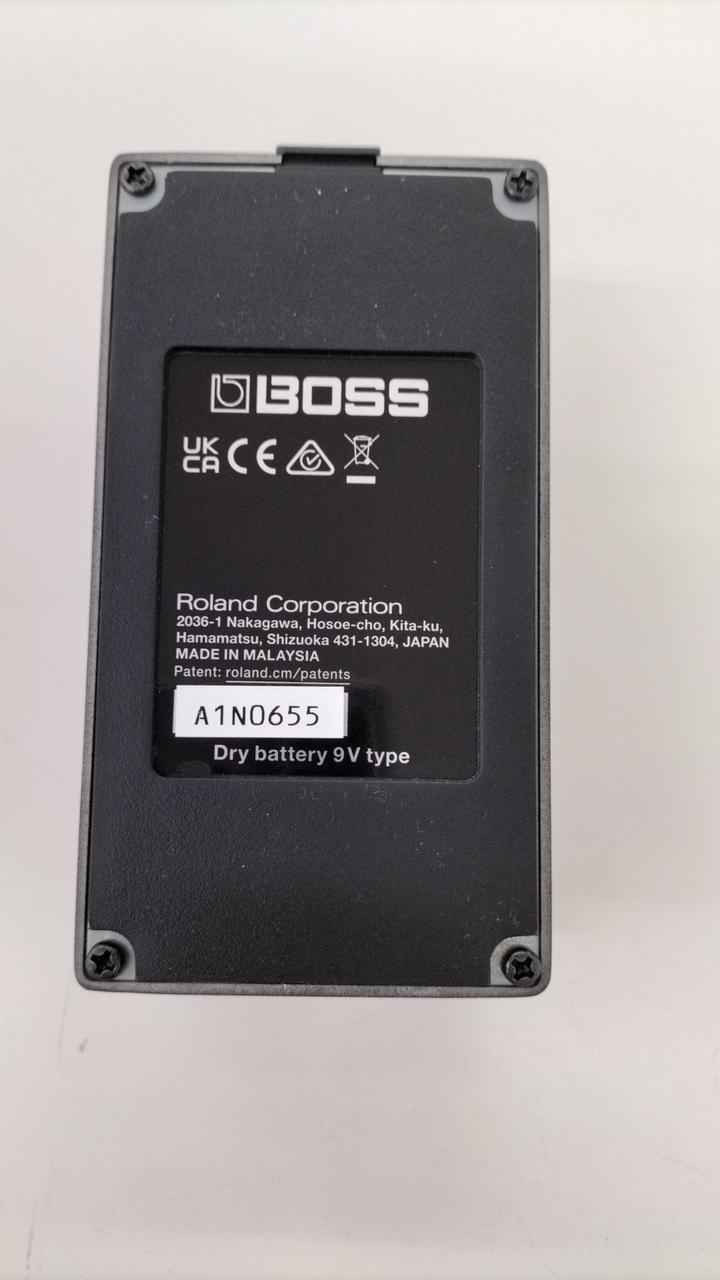 BOSS
UK
CA CE
Roland Corporation
2036-1 Nakagawa, Hosoe-cho, Kita-ku,
Hamamatsu, Shizuoka 431-1304, JAPAN
MADE IN MALAYSIA
Patent: roland.cm/patents
A1N0655
Dry battery 9V type